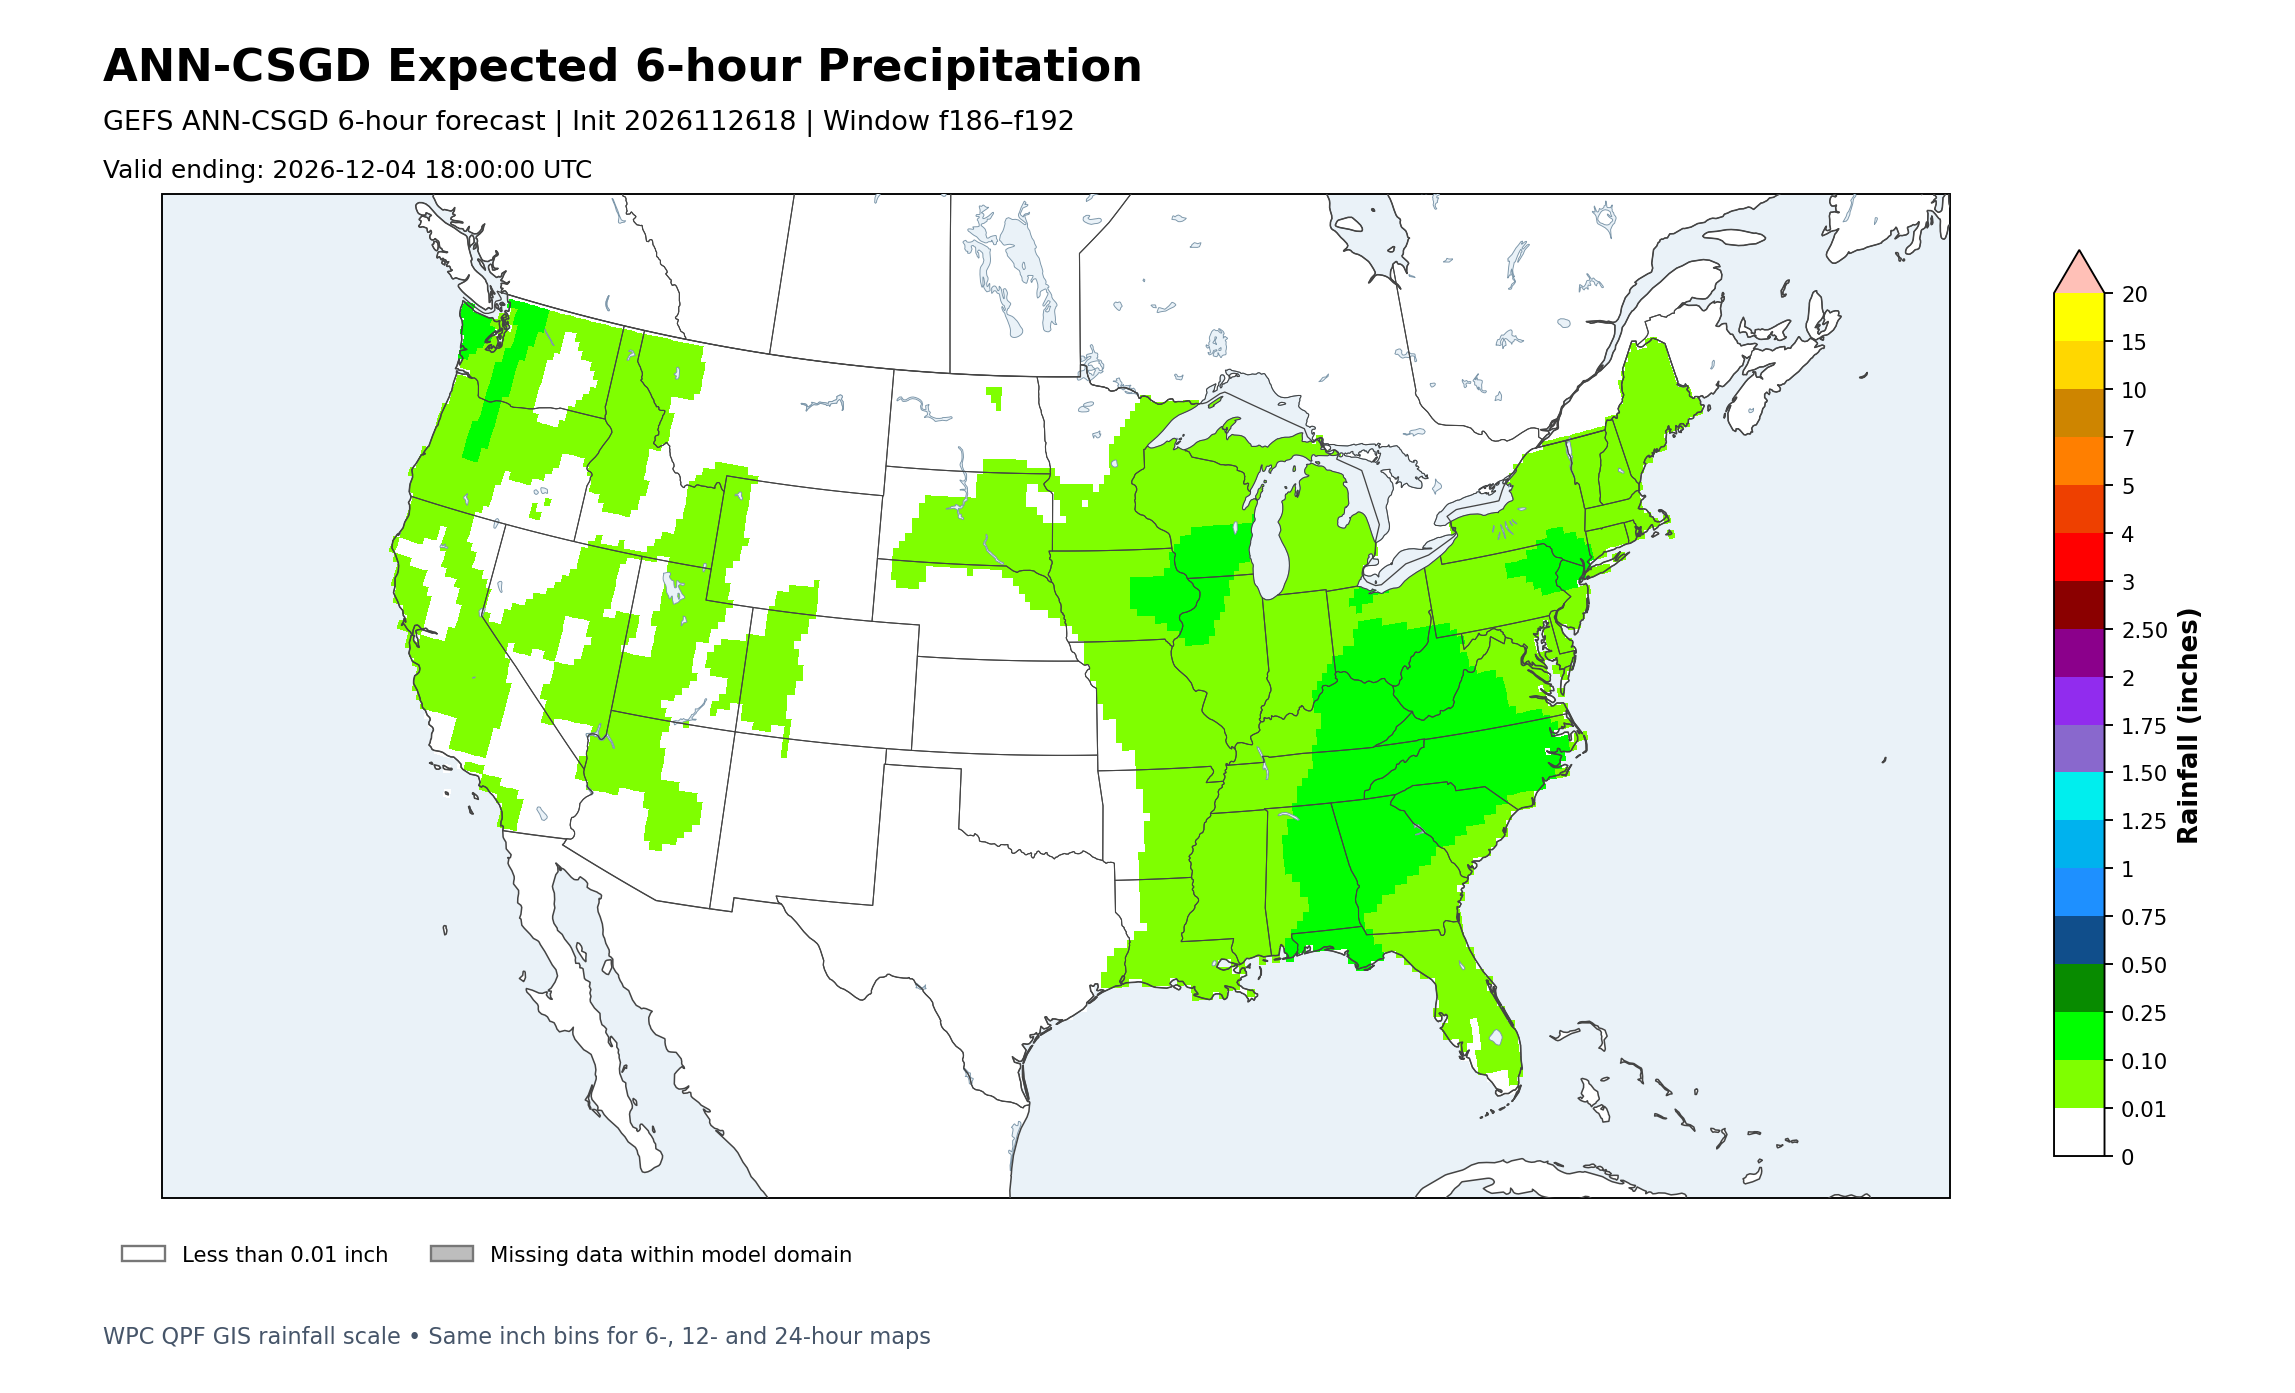 ANN-CSGD Expected 6-hour Precipitation
GEFS ANN-CSGD 6-hour forecast | Init 2026112618 | Window f186–f192
Valid ending: 2026-12-04 18:00:00 UTC
20
15
10
7
5
4
3
2.50
2
1.75
1.50
1.25
1
0.75
0.50
0.25
0.10
0.01
0
Rainfall (inches)
Less than 0.01 inch
Missing data within model domain
WPC QPF GIS rainfall scale • Same inch bins for 6-, 12- and 24-hour maps